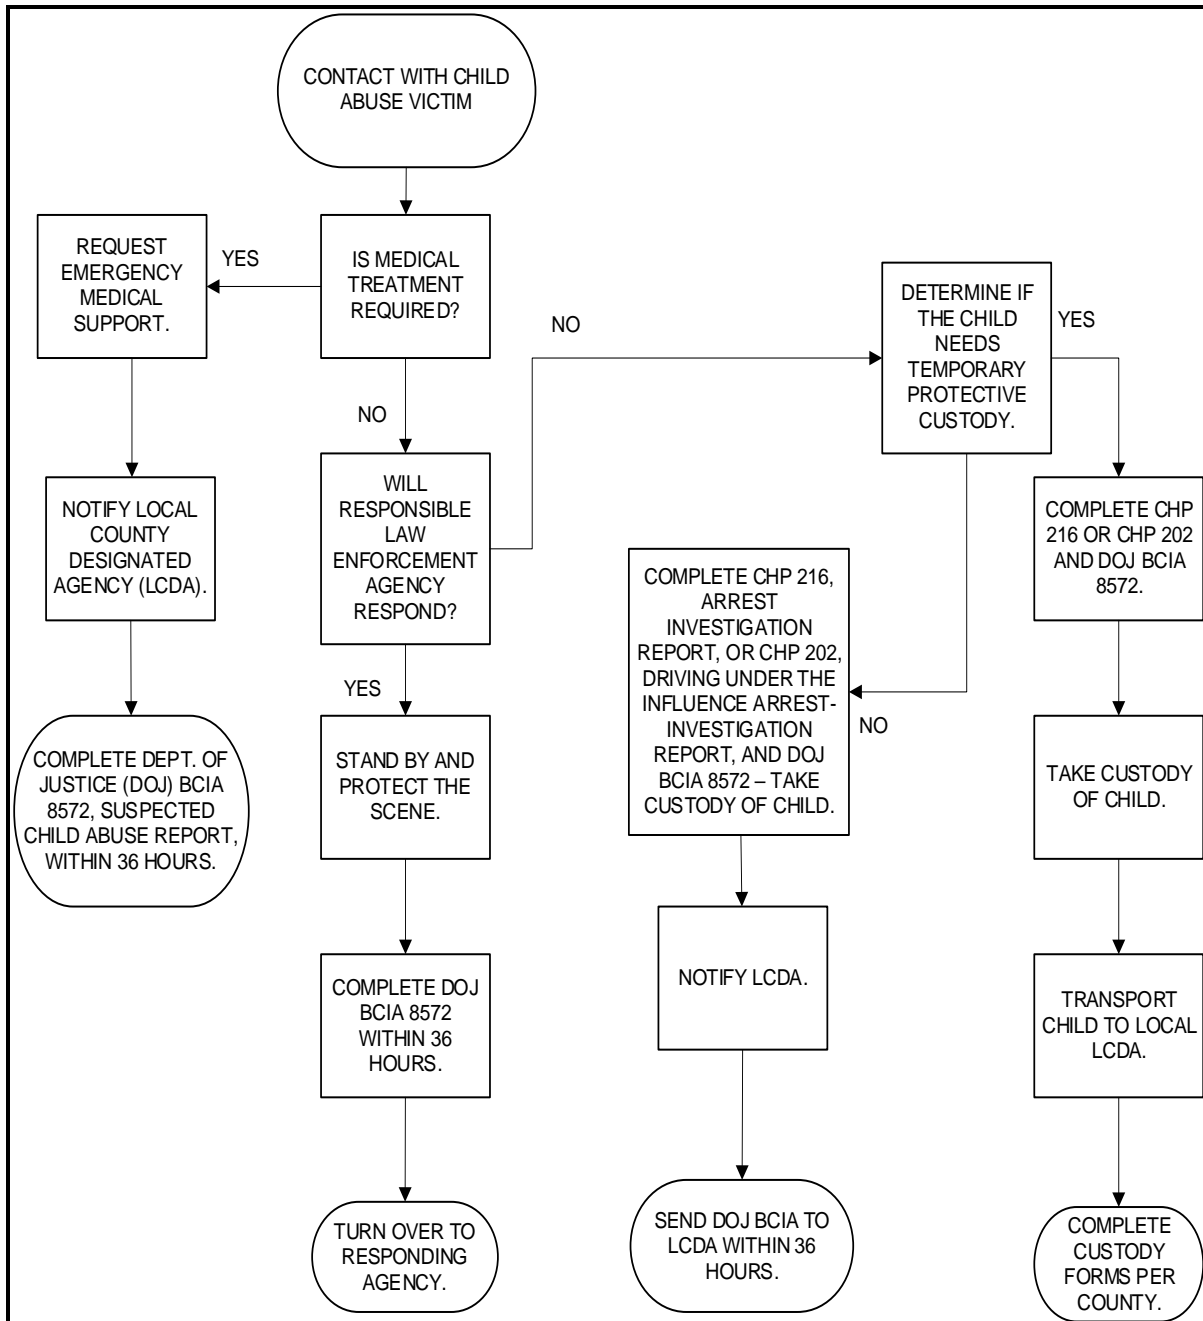 CONTACT WITH CHILD
ABUSE VICTIM
REQUEST
EMERGENCY
MEDICAL
SUPPORT.
YES
IS MEDICAL
TREATMENT
REQUIRED?
NO
DETERMINE IF
THE CHILD
NEEDS
TEMPORARY
PROTECTIVE
CUSTODY.
YES
NO
NOTIFY LOCAL
COUNTY
DESIGNATED
AGENCY (LCDA).
WILL
RESPONSIBLE
LAW
ENFORCEMENT
AGENCY
RESPOND?
COMPLETE CHP 216,
ARREST
INVESTIGATION
REPORT, OR CHP 202,
DRIVING UNDER THE
INFLUENCE ARREST-
INVESTIGATION
REPORT, AND DOJ
BCIA 8572 – TAKE
CUSTODY OF CHILD.
COMPLETE CHP
216 OR CHP 202
AND DOJ BCIA
8572.
YES
NO
COMPLETE DEPT. OF
JUSTICE (DOJ) BCIA
8572, SUSPECTED
CHILD ABUSE REPORT,
WITHIN 36 HOURS.
STAND BY AND
PROTECT THE
SCENE.
TAKE CUSTODY
OF CHILD.
COMPLETE DOJ
BCIA 8572
WITHIN 36
HOURS.
NOTIFY LCDA.
TRANSPORT
CHILD TO LOCAL
LCDA.
TURN OVER TO
RESPONDING
AGENCY.
SEND DOJ BCIA TO
LCDA WITHIN 36
HOURS.
COMPLETE
CUSTODY
FORMS PER
COUNTY.